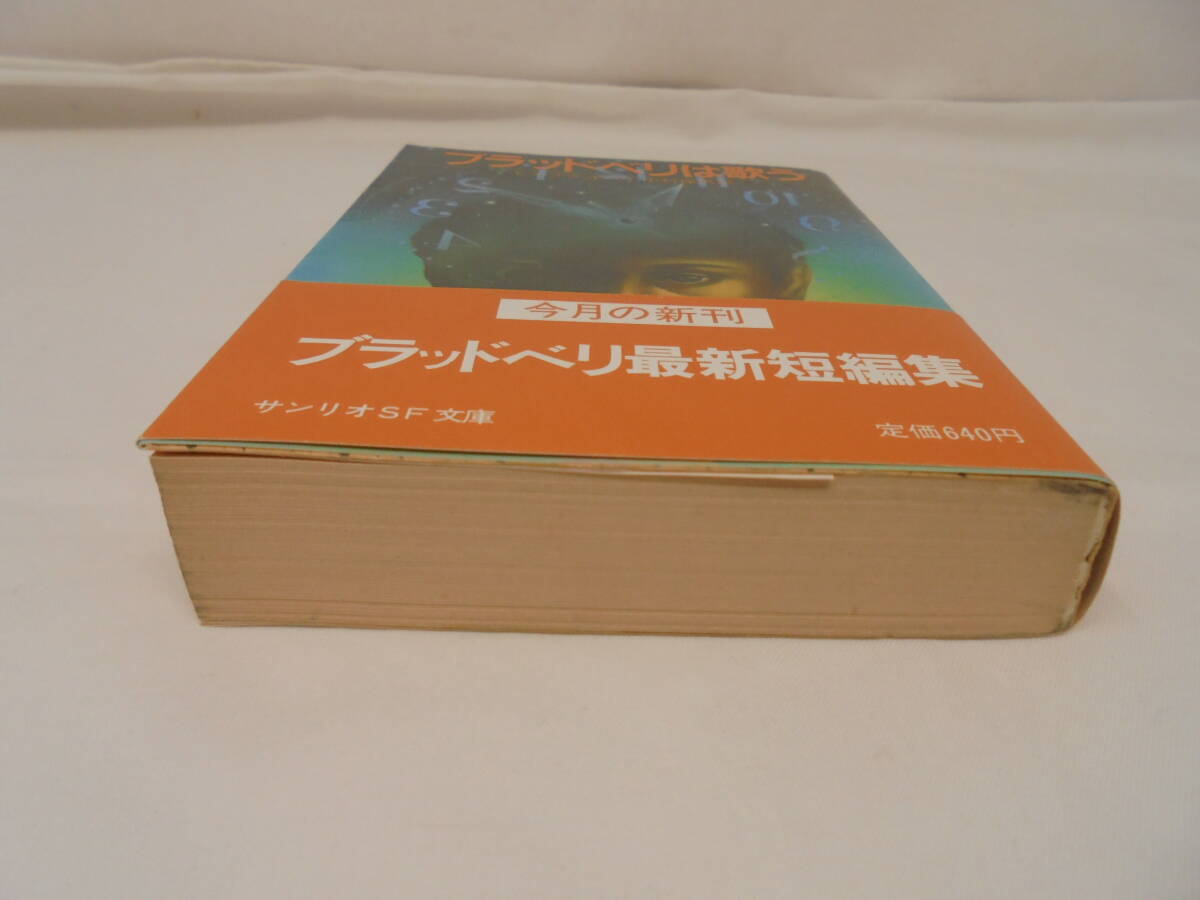 ブラッドベリは歌う
今月の新刊
ブラッドベリ最新短編集
サンリオSF文庫
定価640円